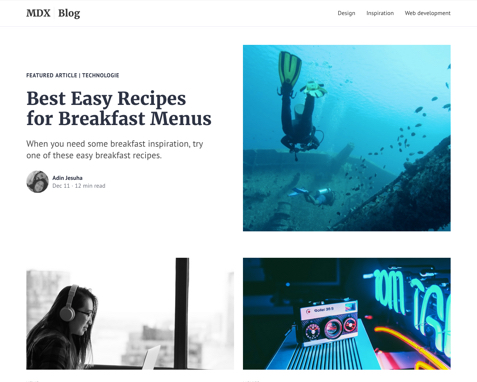 MDX Blog
Design Inspiration Web development
FEATURED ARTICLE | TECHNOLOGIE
Best Easy Recipes
for Breakfast Menus
When you need some breakfast inspiration, try
one of these easy breakfast recipes.
Adin Jesuha
Dec 11 · 12 min read